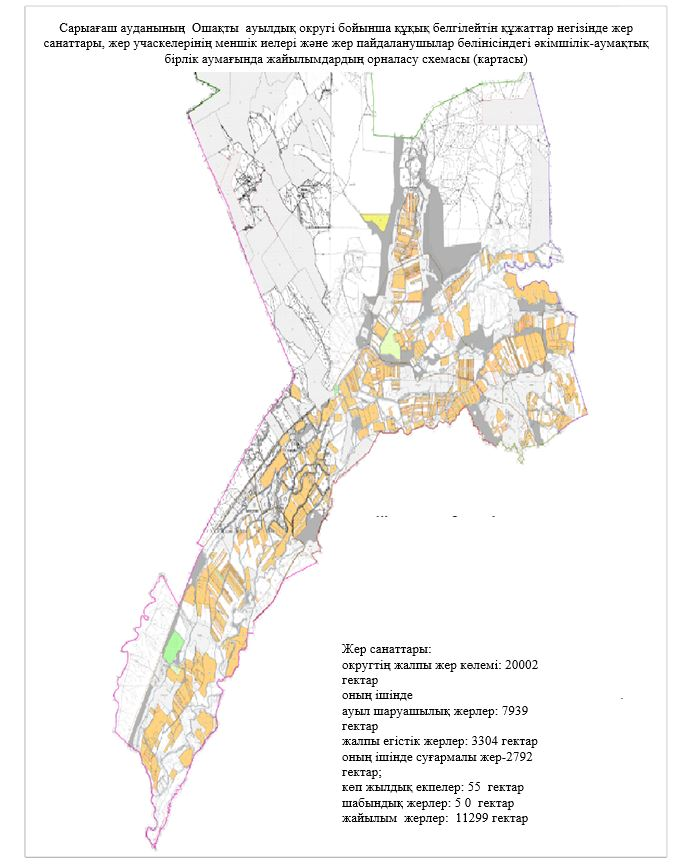 Сарыағаш ауданының Ошақты ауылдық округі бойынша құқық белгілейтін құжаттар негізінде жер
санаттары, жер учаскелерінің меншік иелері және жер пайдаланушылар бөлінісіндегі әкімшілік-аумақтық
бірлік аумағында жайылымдардың орналасу схемасы (картасы)
Жер санаттары:
округтің жалпы жер көлемі: 20002
гектар
оның ішінде
ауыл шаруашылық жерлер: 7939
гектар
жалпы егістік жерлер: 3304 гектар
оның ішінде суғармалы жер-2792
гектар;
көп жылдық екпелер: 55 гектар
шабындық жерлер: 5 0 гектар
жайылым жерлер: 11299 гектар